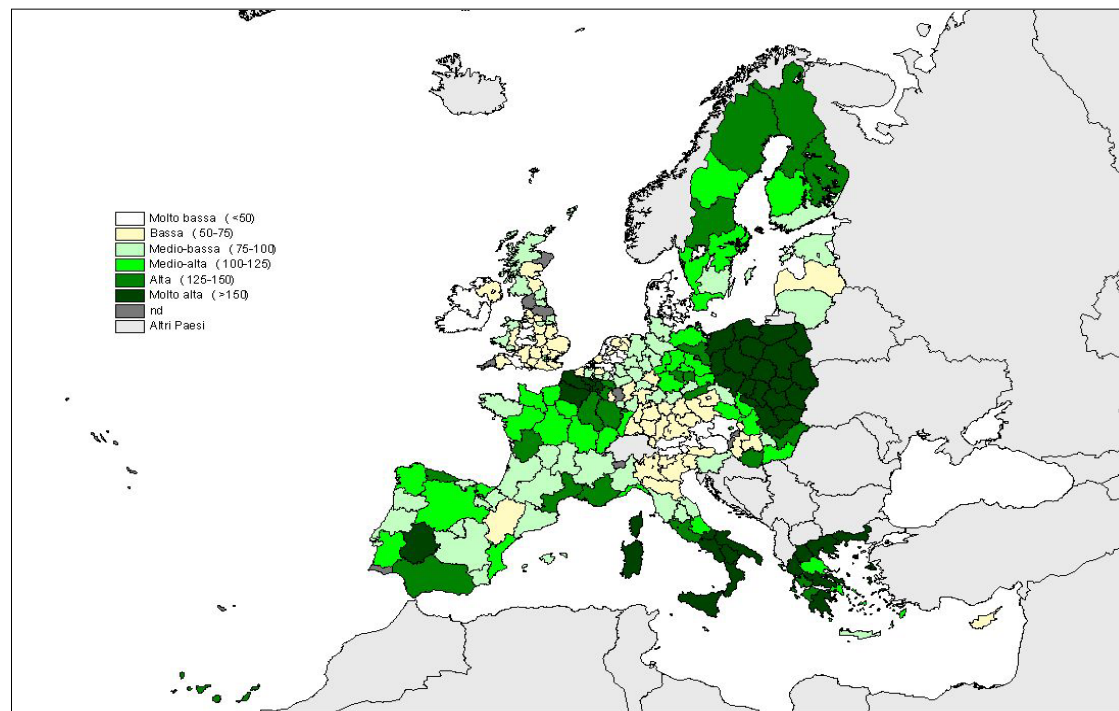 Molto bassa (<50)
Bassa (50-75)
Medio-bassa (75-100)
Medio-alta (100-125)
Alta (125-150)
Molto alta (>150)
nd
Altri Paesi